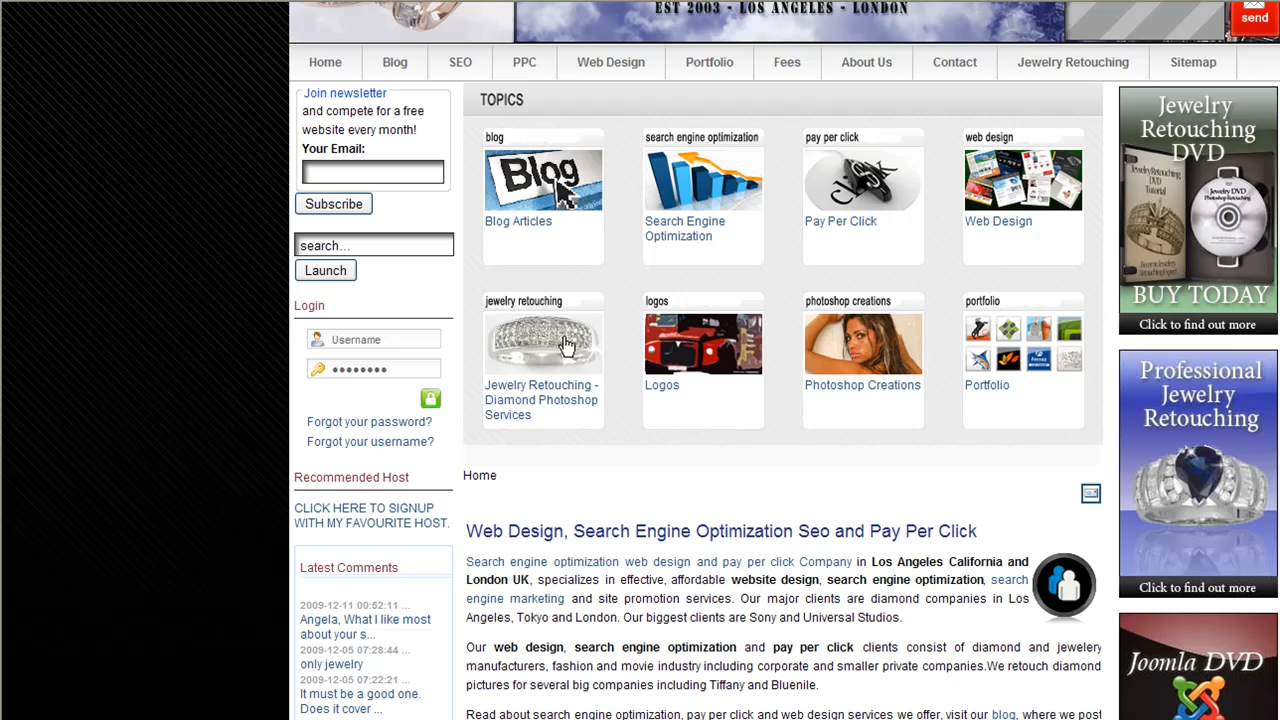 EST 2003 - LOS ANGELES - LONDON
send
Home Blog SEO PPC Web Design Portfolio Fees About Us Contact Jewelry Retouching Sitemap
Join newsletter
and compete for a free
website every month!
Your Email:
Subscribe
search...
Launch
Login
Username
Forgot your password?
Forgot your username?
Recommended Host
CLICK HERE TO SIGNUP
WITH MY FAVOURITE HOST.
Latest Comments
2009-12-11 00:52:11 ...
Angela, What I like most
about your s...
2009-12-05 07:28:44 ...
only jewelry
2009-12-05 07:22:21 ...
It must be a good one.
Does it cover ...
TOPICS
blog
Blog
Blog Articles
search engine optimization
Search Engine
Optimization
pay per click
click
Pay Per Click
web design
Web Design
jewelry retouching
Jewelry Retouching -
Diamond Photoshop
Services
logos
Logos
photoshop creations
Photoshop Creations
portfolio
Portfolio
Home
Web Design, Search Engine Optimization Seo and Pay Per Click
Search engine optimization web design and pay per click Company in Los Angeles California and
London UK, specializes in effective, affordable website design, search engine optimization, search
engine marketing and site promotion services. Our major clients are diamond companies in Los
Angeles, Tokyo and London. Our biggest clients are Sony and Universal Studios.
Our web design, search engine optimization and pay per click clients consist of diamond and jewelry
manufacturers, fashion and movie industry including corporate and smaller private companies.We retouch diamond
pictures for several big companies including Tiffany and Bluenile.
Read about search engine optimization, pay per click and web design services we offer, visit our blog, where we post
Jewelry
Retouching
DVD
JewelryRetouching
DVD
Tutorial
Jewelry DVD
Photoshop Retouching
BUY TODAY
Click to find out more
Professional
Jewelry
Retouching
Click to find out more
Joomla DVD